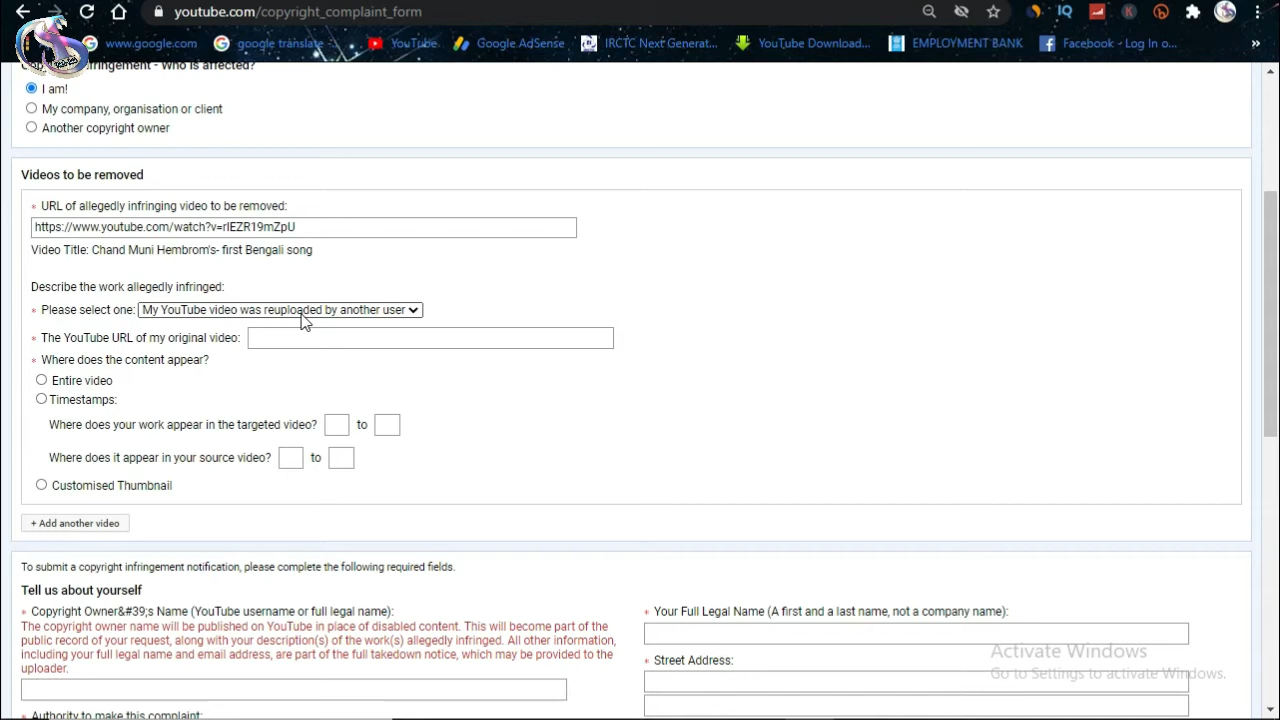 youtube.com/copyright_complaint_form
www.google.com
google translate -...
YouTube
Google AdSense
IRCTC Next Generat...
YouTube Download...
EMPLOYMENT BANK
Facebook - Log In o...
»
Infringement - Who is affected?
I am!
My company, organisation or client
Another copyright owner
Videos to be removed
* URL of allegedly infringing video to be removed:
https://www.youtube.com/watch?v=rIEZR19mZpU
Video Title: Chand Muni Hembrom's- first Bengali song
Describe the work allegedly infringed:
* Please select one: My YouTube video was reuploaded by another user
* The YouTube URL of my original video:
* Where does the content appear?
Entire video
Timestamps:
Where does your work appear in the targeted video? to
Where does it appear in your source video? to
Customised Thumbnail
+ Add another video
To submit a copyright infringement notification, please complete the following required fields.
Tell us about yourself
* Copyright Owner&#39;s Name (YouTube username or full legal name):
The copyright owner name will be published on YouTube in place of disabled content. This will become part of the
public record of your request, along with your description(s) of the work(s) allegedly infringed. All other information,
including your full legal name and email address, are part of the full takedown notice, which may be provided to the
uploader.
* Authority to make this complaint:
* Your Full Legal Name (A first and a last name, not a company name):
* Street Address:
Activate Windows
Go to Settings to activate Windows.